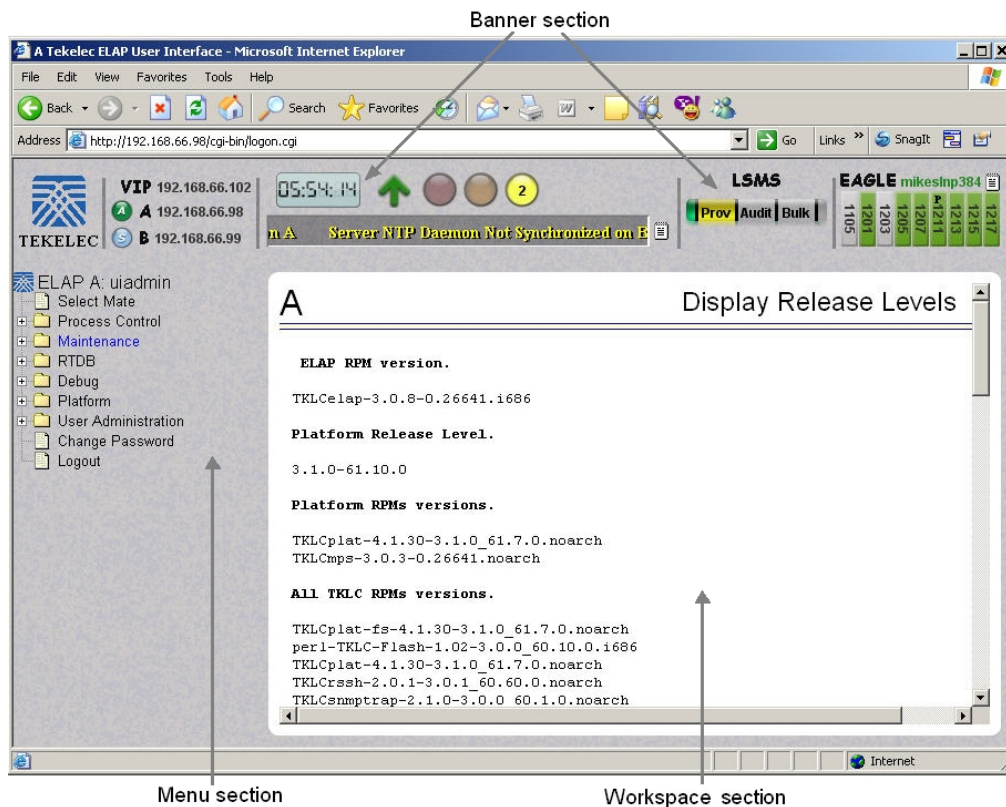 Banner section
A Tekelec ELAP User Interface - Microsoft Internet Explorer
File Edit View Favorites Tools Help
Back Search Favorites
Address http://192.168.66.98/cgi-bin/logon.cgi Go Links » SnagIt
TEKELEC
VIP 192.168.66.102
A A 192.168.66.98
S B 192.168.66.99
05:54:14 2
n A Server NTP Daemon Not Synchronized on B
LSMS
Prov Audit Bulk
EAGLE mikeslnp384
P
1105 1201 1203 1205 1207 1211 1213 1215 1217
ELAP A: uiadmin
Select Mate
Process Control
Maintenance
RTDB
Debug
Platform
User Administration
Change Password
Logout
A Display Release Levels
ELAP RPM version.
TKLCelap-3.0.8-0.26641.i686
Platform Release Level.
3.1.0-61.10.0
Platform RPMs versions.
TKLCplat-4.1.30-3.1.0_61.7.0.noarch
TKLCmps-3.0.3-0.26641.noarch
All TKLC RPMs versions.
TKLCplat-fs-4.1.30-3.1.0_61.7.0.noarch
perl-TKLC-Flash-1.02-3.0.0_60.10.0.i686
TKLCplat-4.1.30-3.1.0_61.7.0.noarch
TKLCrssh-2.0.1-3.0.1_60.60.0.noarch
TKLCsnmptrap-2.1.0-3.0.0_60.1.0.noarch
Internet
Menu section
Workspace section